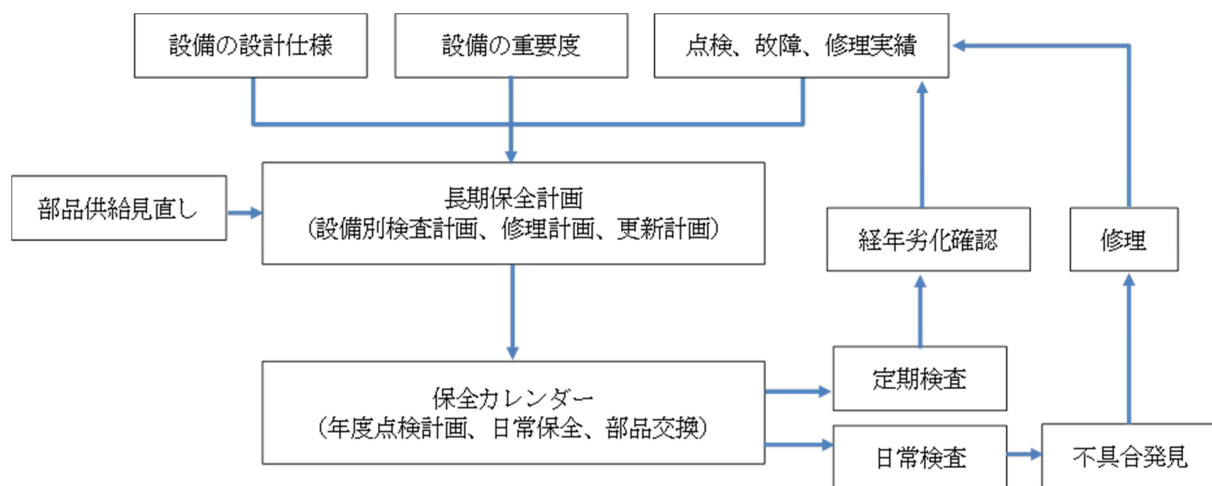 設備の設計仕様
設備の重要度
点検、故障、修理実績
部品供給見直し
長期保全計画
(設備別検査計画、修理計画、更新計画)
経年劣化確認
修理
保全カレンダー
(年度点検計画、日常保全、部品交換)
定期検査
日常検査
不具合発見